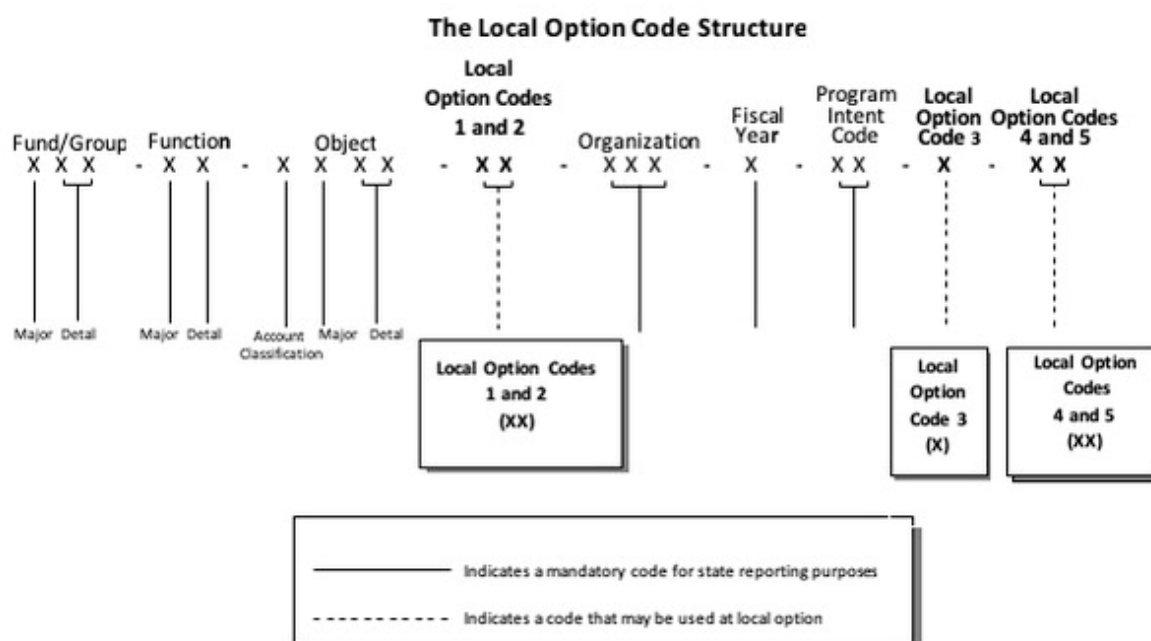 The Local Option Code Structure
Fund/Group
Function
Object
Local
Option Codes
1 and 2
Organization
Fiscal
Year
Program
Intent
Code
Local
Option
Code 3
Local
Option Codes
4 and 5
X X X - X X - X X X X - X X - X X X - X - X X - X - X X
Major Detal
Major Detal
Account
Classification
Major Detal
Local Option Codes
1 and 2
(XX)
Local
Option
Code 3
(X)
Local Option
Codes
4 and 5
(XX)
Indicates a mandatory code for state reporting purposes
Indicates a code that may be used at local option